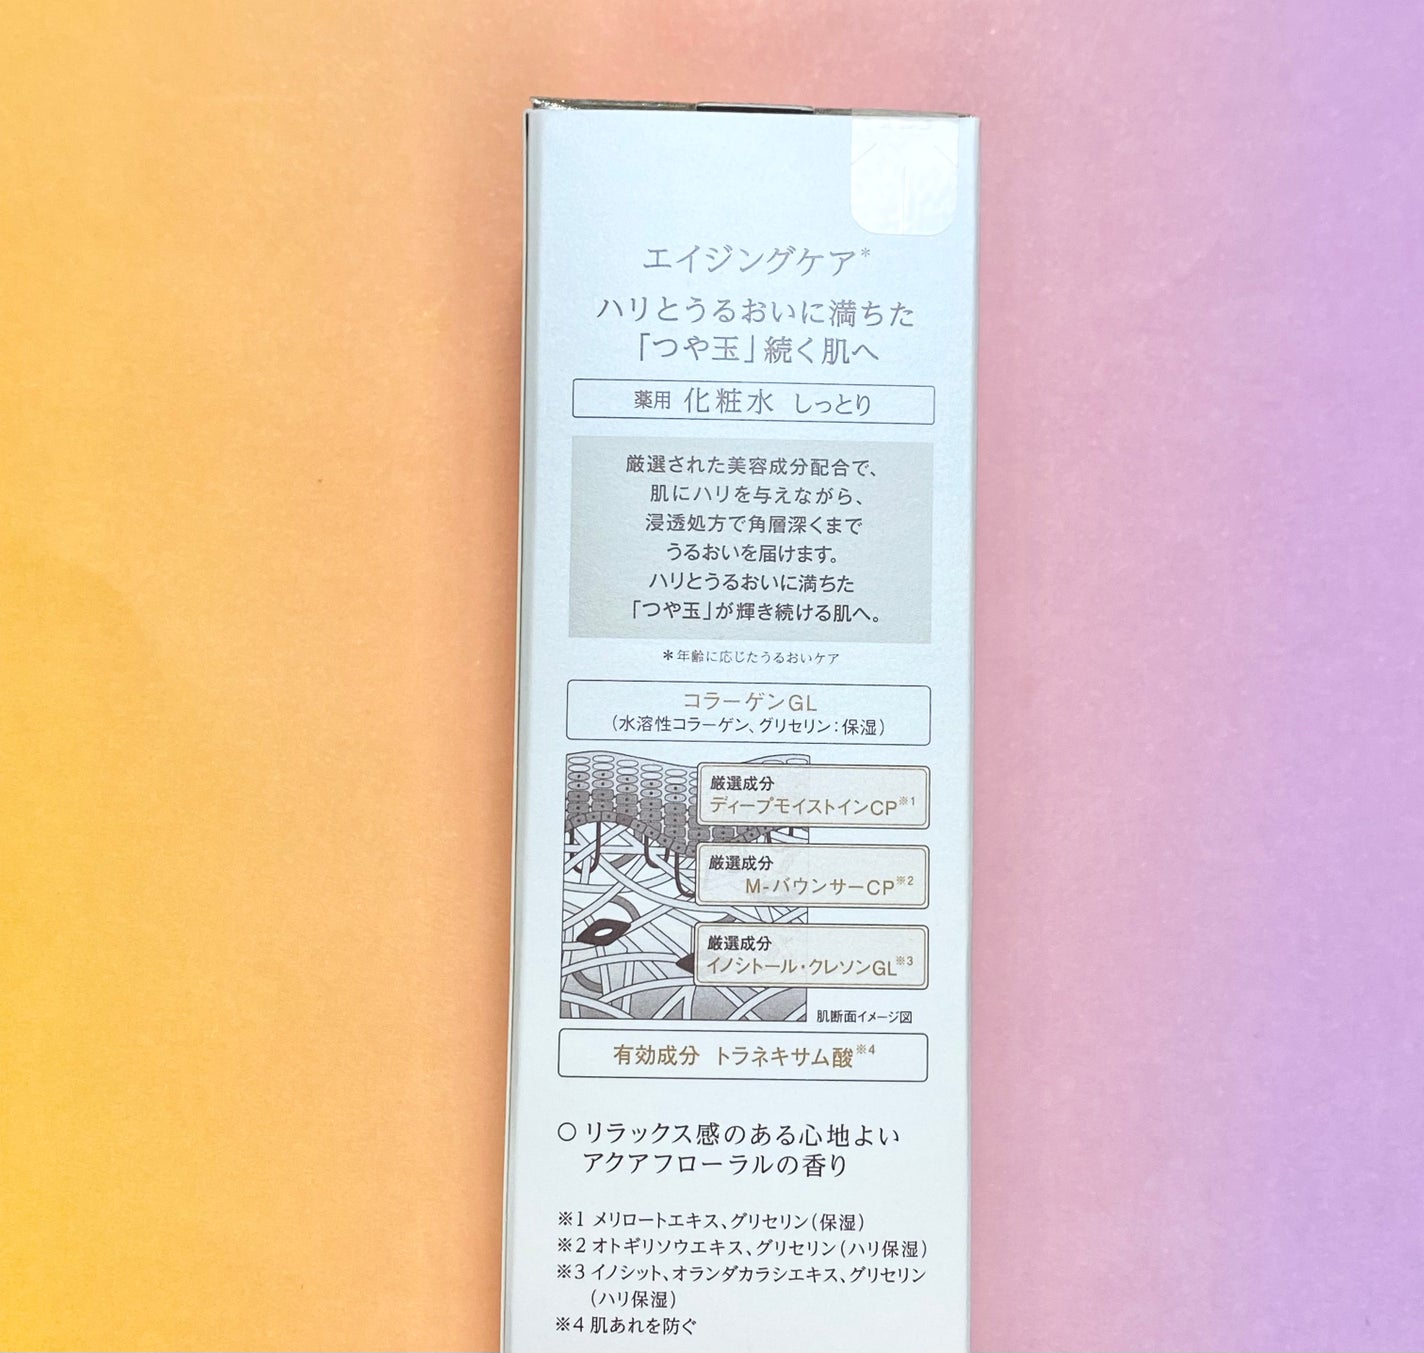 エイジングケア*
ハリとうるおいに満ちた
「つや玉」続く肌へ
薬用 化粧水 しっとり
厳選された美容成分配合で、
肌にハリを与えながら、
浸透処方で角層深くまで
うるおいを届けます。
ハリとうるおいに満ちた
「つや玉」が輝き続ける肌へ。
*年齢に応じたうるおいケア
コラーゲンGL
(水溶性コラーゲン、グリセリン:保湿)
厳選成分
ディープモイストインCP※1
厳選成分
M-バウンサーCP※2
厳選成分
イノシトール・クレソンGL※3
肌断面イメージ図
有効成分 トラネキサム酸※4
○リラックス感のある心地よい
アクアフローラルの香り
※1 メリロートエキス、グリセリン(保湿)
※2 オトギリソウエキス、グリセリン(ハリ保湿)
※3 イノシット、オランダカラシエキス、グリセリン
(ハリ保湿)
※4 肌あれを防ぐ